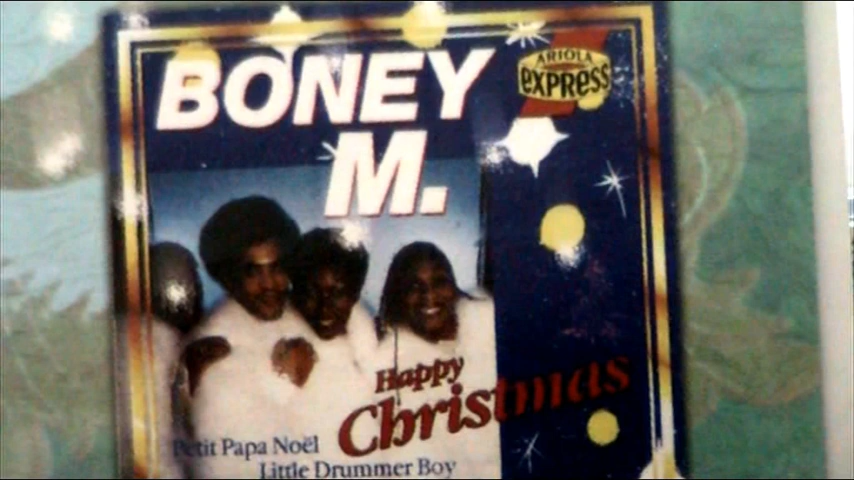 BONEY
M.
ARIOLA
express
Happy
Christmas
Petit Papa Noël
Little Drummer Boy